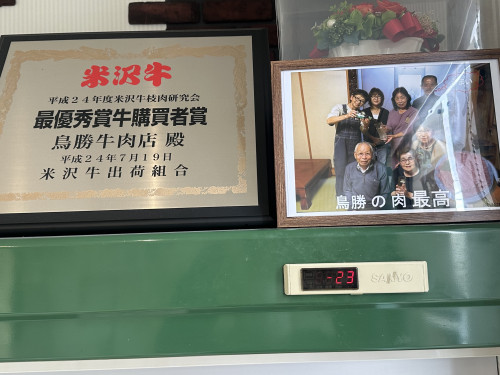 米沢牛
平成24年度米沢牛枝肉研究会
最優秀賞牛購買者賞
鳥勝牛肉店 殿
平成24年7月19日
米沢牛出荷組合
鳥勝の肉最高
-23